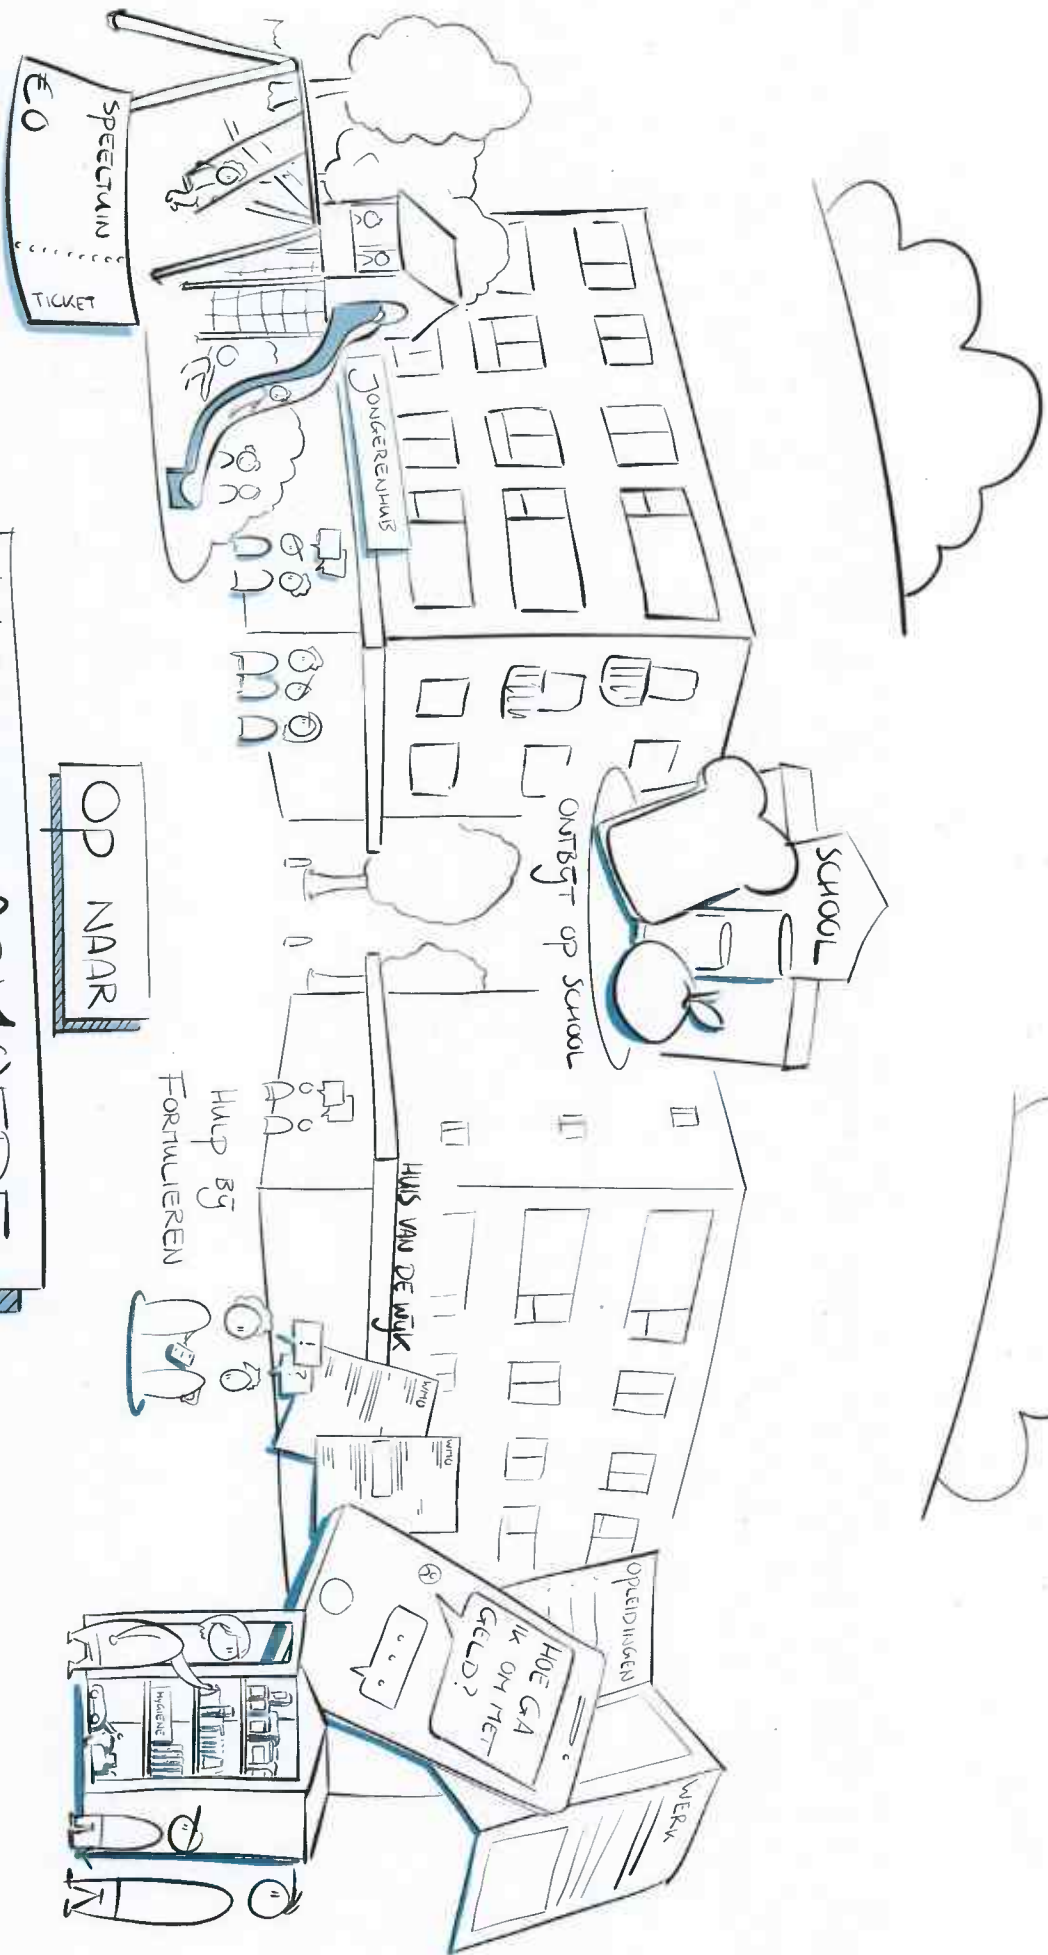 SPEELTUIN
€0
TICKET
JONGERENHUB
SCHOOL
ONTBIJT OP SCHOOL
OP NAAR
HUIS VAN DE WIJK
HULP BIJ
FORMULIEREN
!
?
WMO
WMO
OPLEIDINGEN
WERK
HOE GA
IK OM MET
GELD?
HYGIENE